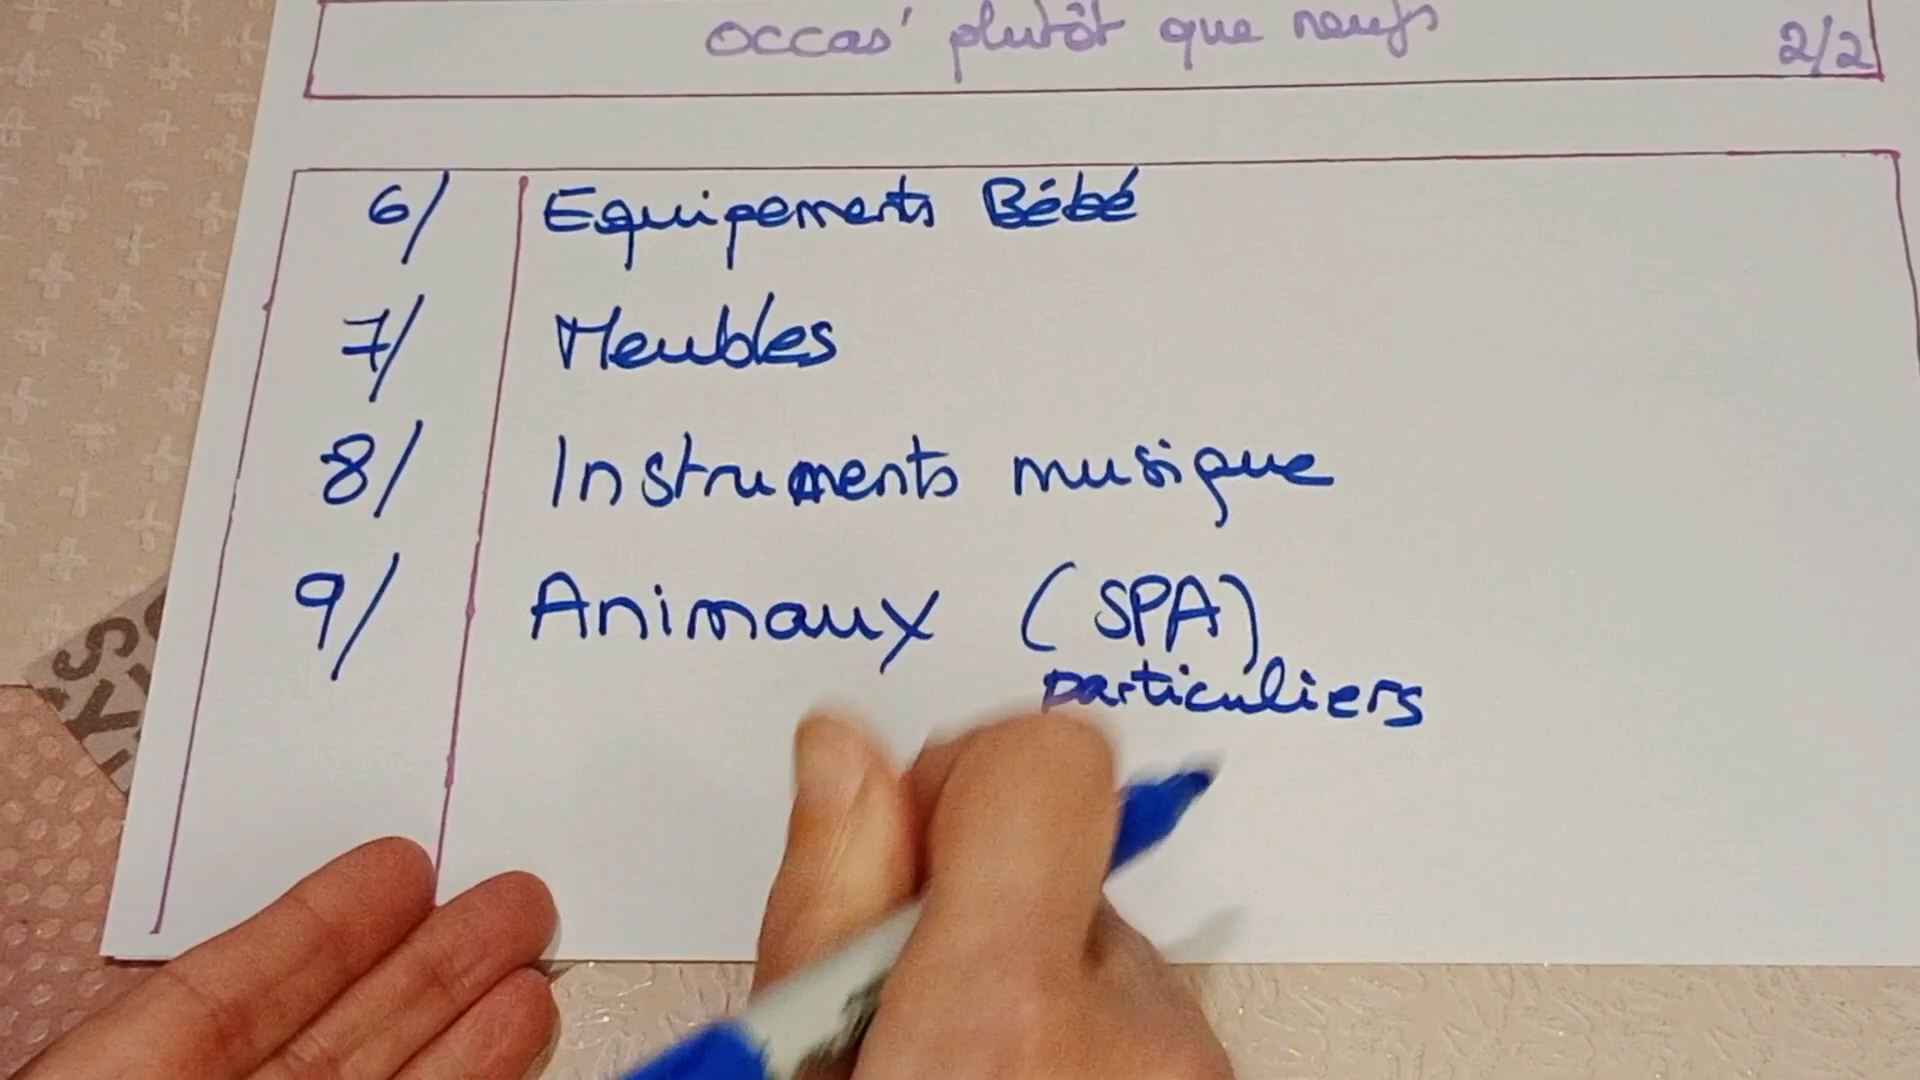 occas' plutôt que neufs 2/2
6/ Equipements Bébé
7/ Meubles
8/ Instruments musique
9/ Animaux (SPA)
particuliers